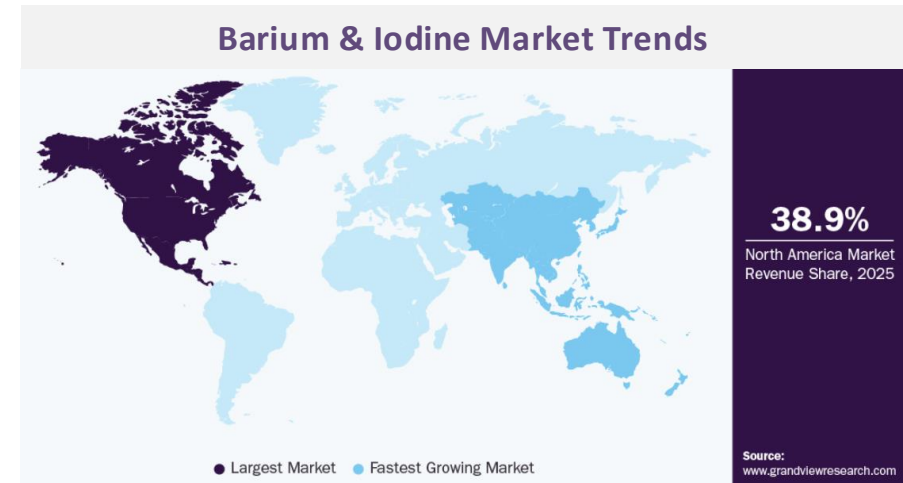 Barium & Iodine Market Trends
38.9%
North America Market
Revenue Share, 2025
Largest Market
Fastest Growing Market
Source:
www.grandviewresearch.com